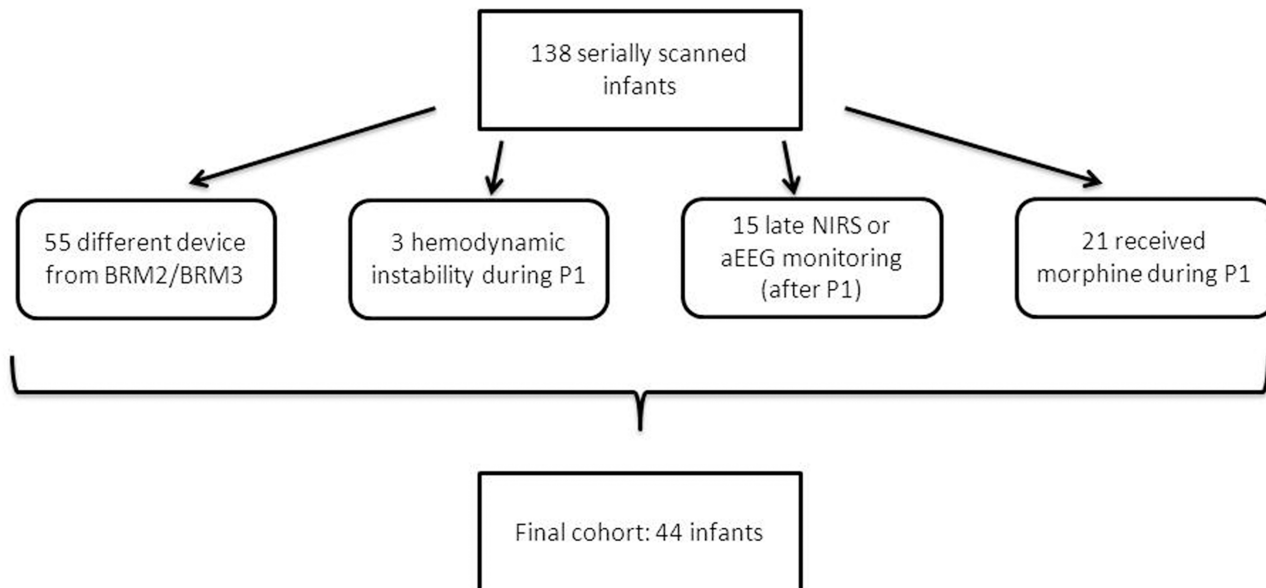 138 serially scanned
infants
55 different device
from BRM2/BRM3
3 hemodynamic
instability during P1
15 late NIRS or
aEEG monitoring
(after P1)
21 received
morphine during P1
Final cohort: 44 infants